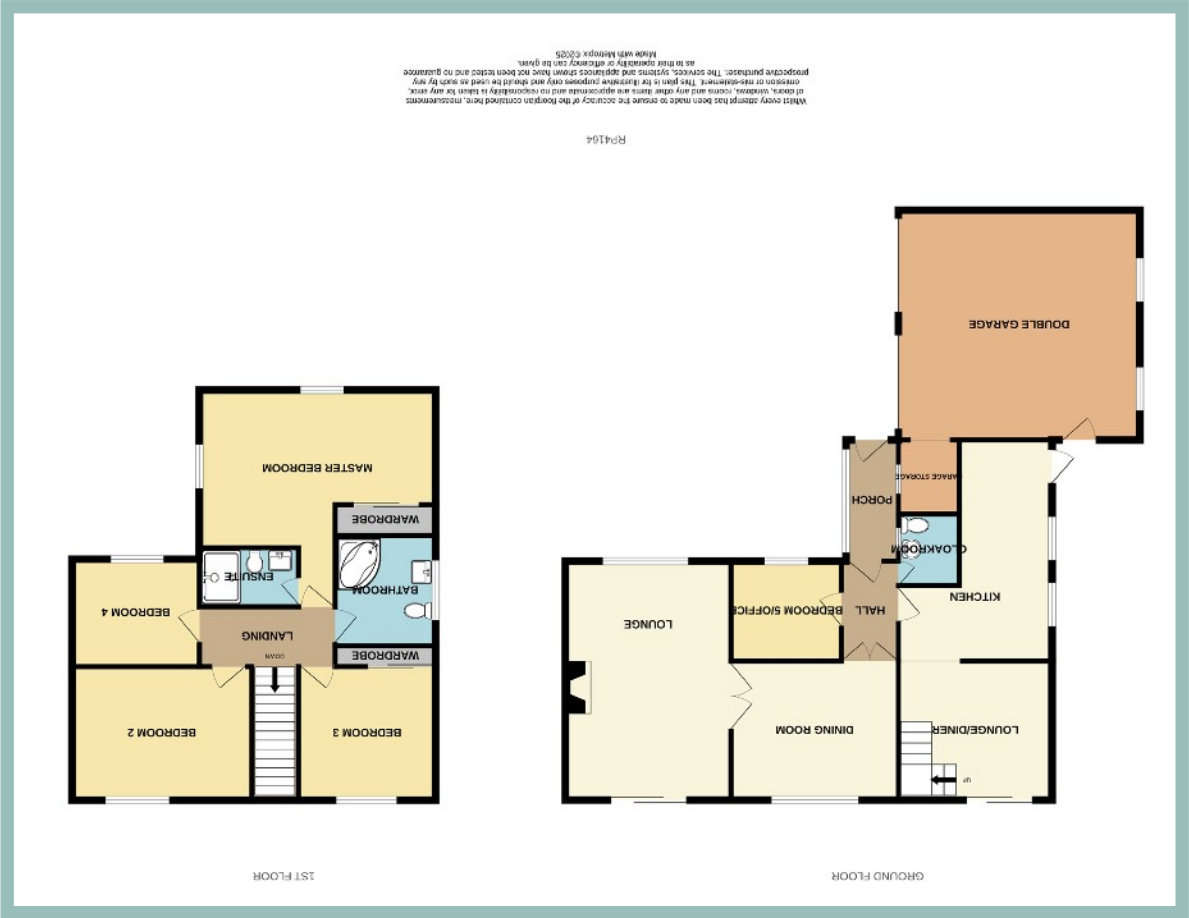 GROUND FLOOR
1ST FLOOR
UP
LOUNGE/DINER
DINING ROOM
LOUNGE
KITCHEN
HALL
BEDROOM 5/OFFICE
CLOAKROOM
PORCH
GARAGE STORAGE
DOUBLE GARAGE
BEDROOM 3
BEDROOM 2
WARDROBE
DOWN
LANDING
BEDROOM 4
BATHROOM
ENSUITE
WARDROBE
MASTER BEDROOM
RP4164
Whilst every attempt has been made to ensure the accuracy of the floorplan contained here, measurements
of doors, windows, rooms and any other items are approximate and no responsibility is taken for any error,
omission or mis-statement. This plan is for illustrative purposes only and should be used as such by any
prospective purchaser. The services, systems and appliances shown have not been tested and no guarantee
as to their operability or efficiency can be given.
Made with Metropix ©2025